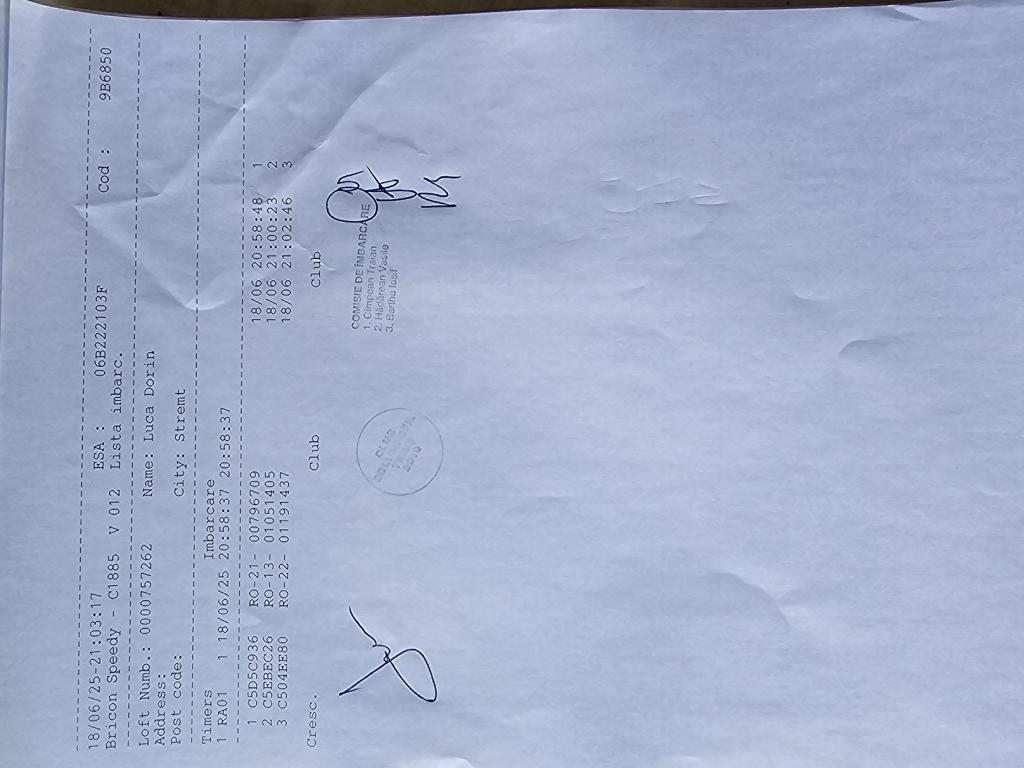 18/06/25-21:03:17 ESA : 06B222103F Cod : 9B6850
Bricon Speedy - C1885 V 012 Lista imbarc.
Loft Numb.: 0000757262 Name: Luca Dorin
Address:
Post code: City: Stremt
Timers Imbarcare
1 RA01 1 18/06/25 20:58:37 20:58:37
1 C5D5C936 RO-21- 00796709 18/06 20:58:48 1
2 C5EBEC26 RO-13- 01051405 18/06 21:00:23 2
3 C504EE80 RO-22- 01191437 18/06 21:02:46 3
Cresc. Club Club
COMISIE DE ÎMBARCARE
1. Cîmpean Traian
2. Hădărean Vasile
3. Bartha Iosif
CLUB